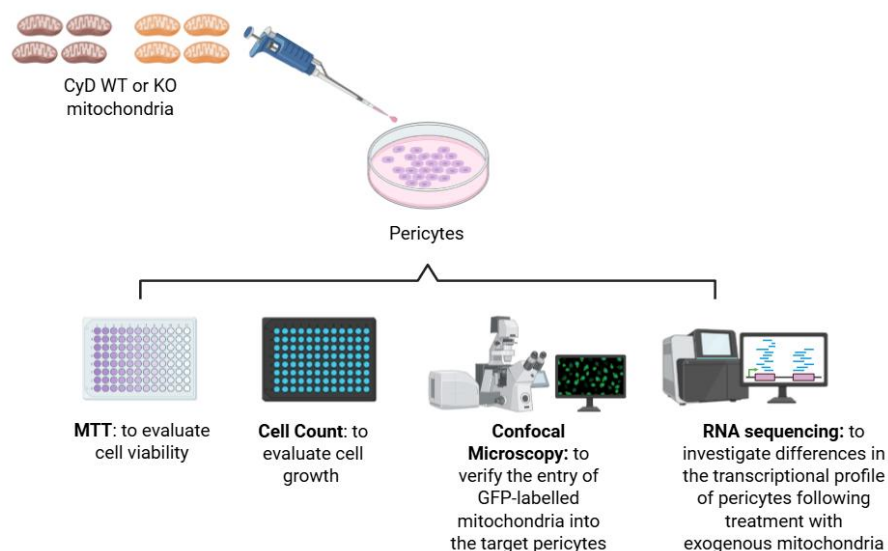 CyD WT or KO
mitochondria
Pericytes
MTT: to evaluate
cell viability
Cell Count: to
evaluate cell
growth
Confocal
Microscopy: to
verify the entry of
GFP-labelled
mitochondria into
the target pericytes
RNA sequencing: to
investigate differences in
the transcriptional profile
of pericytes following
treatment with
exogenous mitochondria